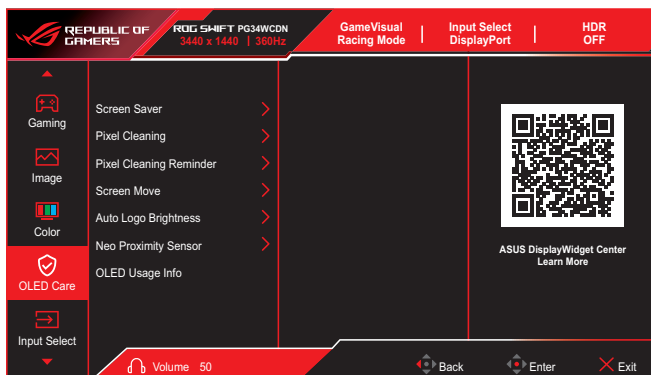 REPUBLIC OF
GAMERS
ROG SWIFT PG34WCDN
3440 x 1440 | 360Hz
GameVisual
Racing Mode
Input Select
DisplayPort
HDR
OFF
Gaming
Image
Color
OLED Care
Input Select
Screen Saver
Pixel Cleaning
Pixel Cleaning Reminder
Screen Move
Auto Logo Brightness
Neo Proximity Sensor
OLED Usage Info
ASUS DisplayWidget Center
Learn More
Volume 50
Back
Enter
Exit